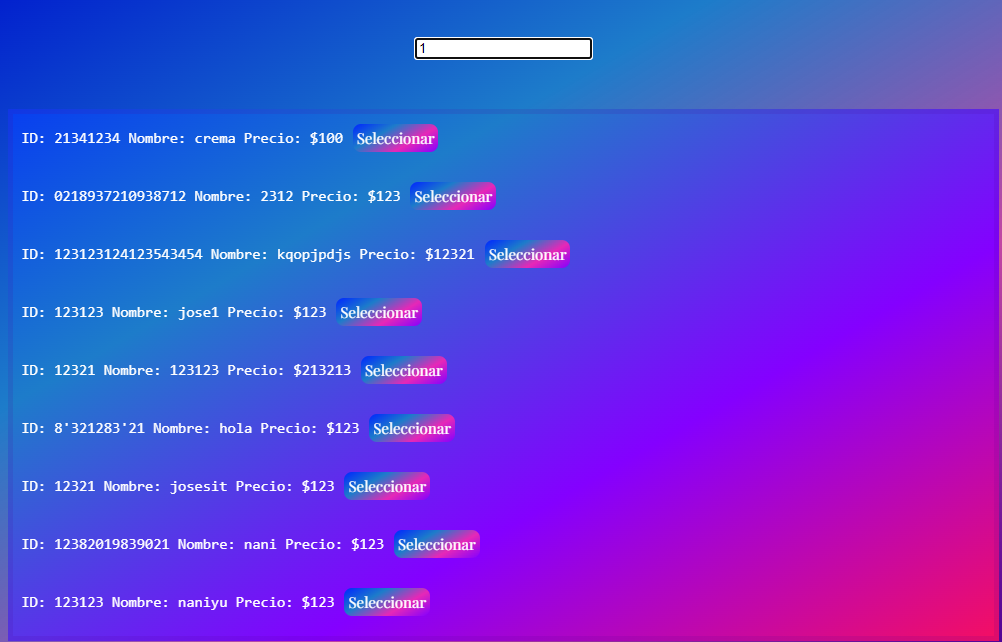 1
ID: 21341234 Nombre: crema Precio: $100 Seleccionar
ID: 0218937210938712 Nombre: 2312 Precio: $123 Seleccionar
ID: 123123124123543454 Nombre: kqopjpdjs Precio: $12321 Seleccionar
ID: 123123 Nombre: jose1 Precio: $123 Seleccionar
ID: 12321 Nombre: 123123 Precio: $213213 Seleccionar
ID: 8'321283'21 Nombre: hola Precio: $123 Seleccionar
ID: 12321 Nombre: josesit Precio: $123 Seleccionar
ID: 12382019839021 Nombre: nani Precio: $123 Seleccionar
ID: 123123 Nombre: naniyu Precio: $123 Seleccionar